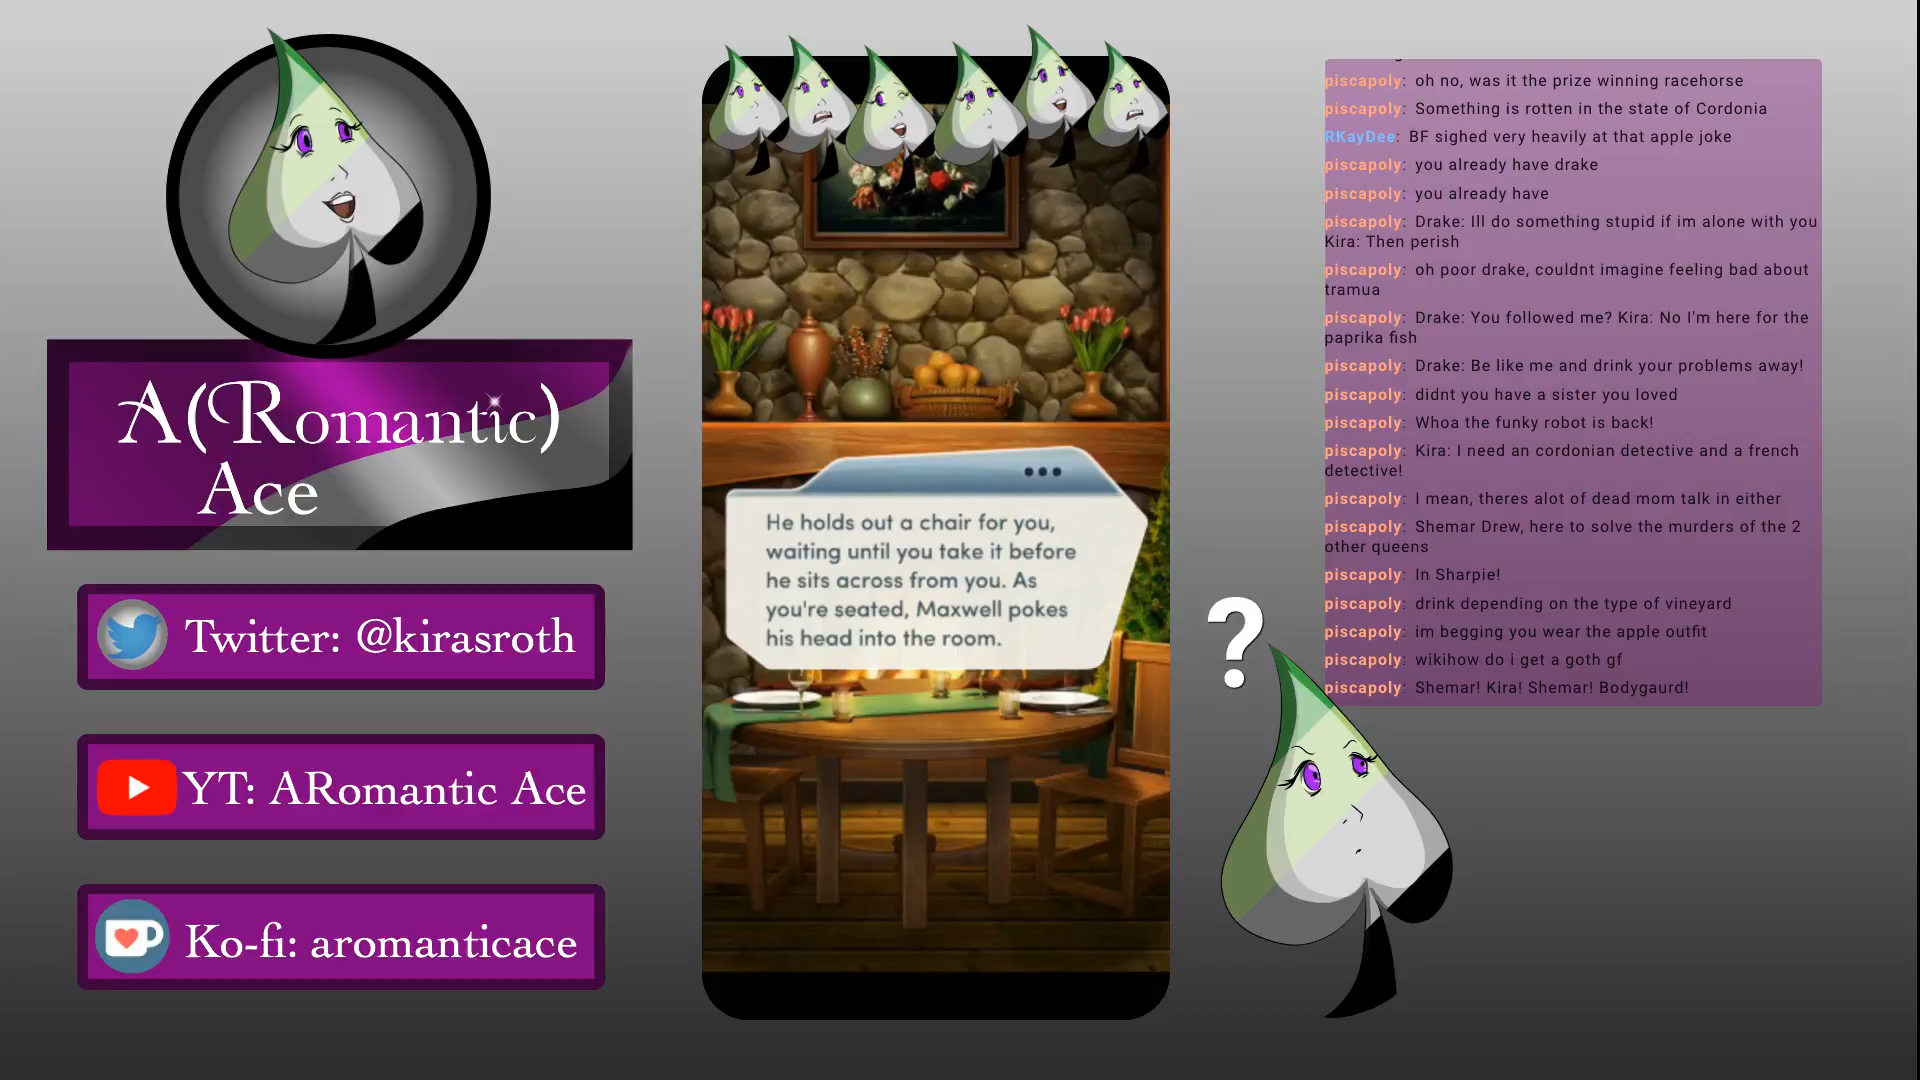 A(Romantic)
Ace
Twitter: @kirasroth
YT: ARomantic Ace
Ko-fi: aromanticace
He holds out a chair for you,
waiting until you take it before
he sits across from you. As
you're seated, Maxwell pokes
his head into the room.
?
piscapoly: oh no, was it the prize winning racehorse
piscapoly: Something is rotten in the state of Cordonia
RKayDee: BF sighed very heavily at that apple joke
piscapoly: you already have drake
piscapoly: you already have
piscapoly: Drake: Ill do something stupid if im alone with you
Kira: Then perish
piscapoly: oh poor drake, couldnt imagine feeling bad about
tramua
piscapoly: Drake: You followed me? Kira: No I'm here for the
paprika fish
piscapoly: Drake: Be like me and drink your problems away!
piscapoly: didnt you have a sister you loved
piscapoly: Whoa the funky robot is back!
piscapoly: Kira: I need an cordonian detective and a french
detective!
piscapoly: I mean, theres alot of dead mom talk in either
piscapoly: Shemar Drew, here to solve the murders of the 2
other queens
piscapoly: In Sharpie!
piscapoly: drink depending on the type of vineyard
piscapoly: im begging you wear the apple outfit
piscapoly: wikihow do i get a goth gf
piscapoly: Shemar! Kira! Shemar! Bodygaurd!